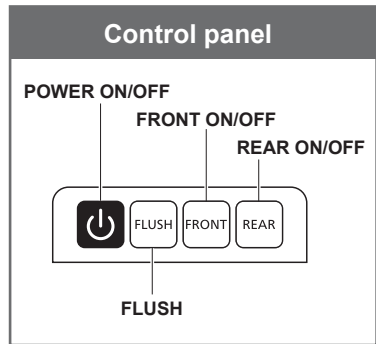 Control panel
POWER ON/OFF
FRONT ON/OFF
REAR ON/OFF
FLUSH FRONT REAR
FLUSH